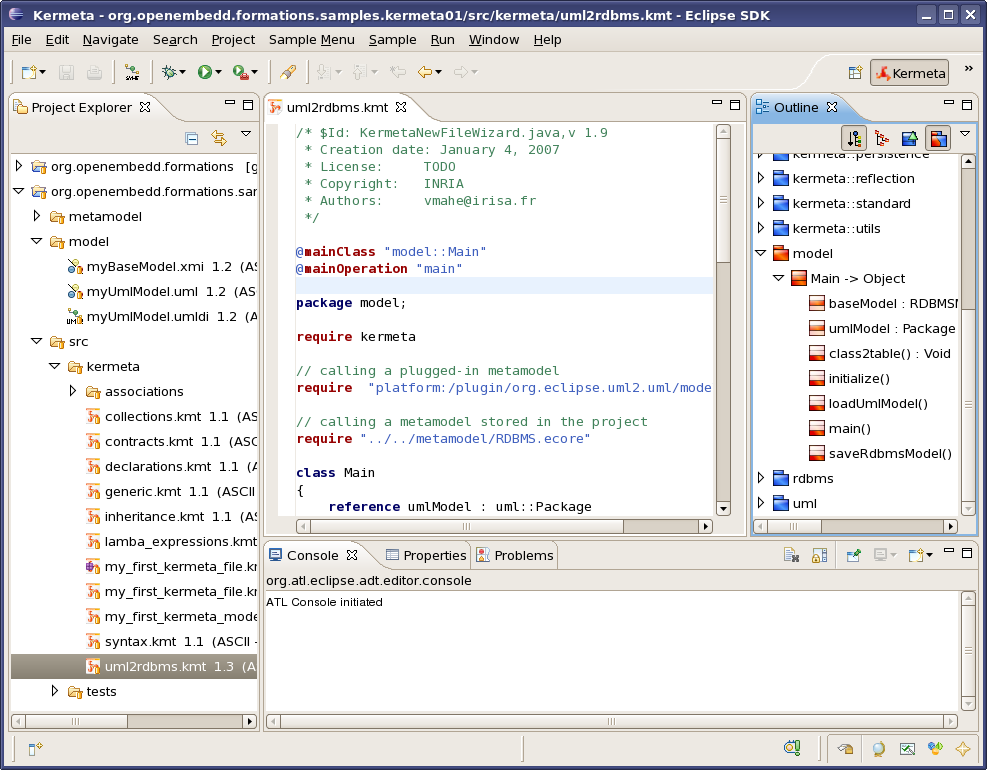 Kermeta - org.openembedd.formations.samples.kermeta01/src/kermeta/uml2rdbms.kmt - Eclipse SDK
File Edit Navigate Search Project Sample Menu Sample Run Window Help
Kermeta
Project Explorer
org.openembedd.formations [g
org.openembedd.formations.sar
metamodel
model
myBaseModel.xmi 1.2 (AS
myUmlModel.uml 1.2 (AS
myUmlModel.umldi 1.2 (A
src
kermeta
associations
collections.kmt 1.1 (AS
contracts.kmt 1.1 (ASC
declarations.kmt 1.1 (A
generic.kmt 1.1 (ASCII
inheritance.kmt 1.1 (AS
lamba_expressions.kmt
my_first_kermeta_file.kr
my_first_kermeta_file.kr
my_first_kermeta_mode
syntax.kmt 1.1 (ASCII -
uml2rdbms.kmt 1.3 (A
tests
uml2rdbms.kmt
/* $Id: KermetaNewFileWizard.java,v 1.9
* Creation date: January 4, 2007
* License: TODO
* Copyright: INRIA
* Authors: vmahe@irisa.fr
*/
@mainClass "model::Main"
@mainOperation "main"
package model;
require kermeta
// calling a plugged-in metamodel
require "platform:/plugin/org.eclipse.uml2.uml/mode
// calling a metamodel stored in the project
require "../../metamodel/RDBMS.ecore"
class Main
{
reference umlModel : uml::Package
Outline
kermeta::persistence
kermeta::reflection
kermeta::standard
kermeta::utils
model
Main -> Object
baseModel : RDBMSM
umlModel : Package
class2table() : Void
initialize()
loadUmlModel()
main()
saveRdbmsModel()
rdbms
uml
Console Properties Problems
org.atl.eclipse.adt.editor.console
ATL Console initiated